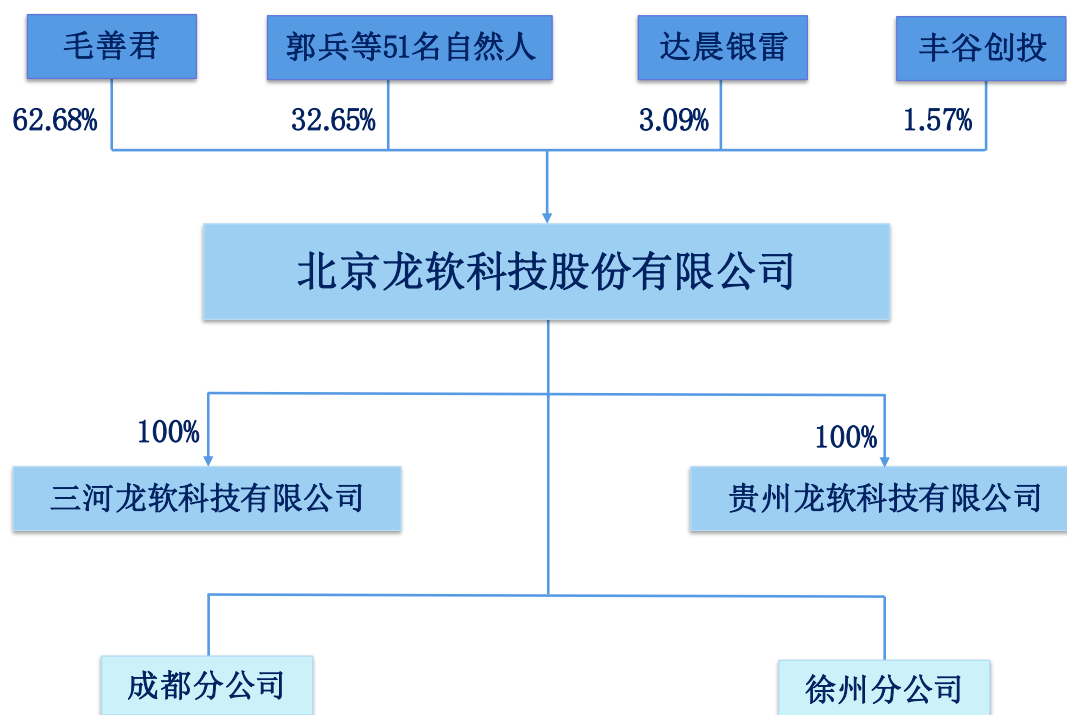 毛善君
郭兵等51名自然人
达晨银雷
丰谷创投
62.68%
32.65%
3.09%
1.57%
北京龙软科技股份有限公司
100%
100%
三河龙软科技有限公司
贵州龙软科技有限公司
成都分公司
徐州分公司